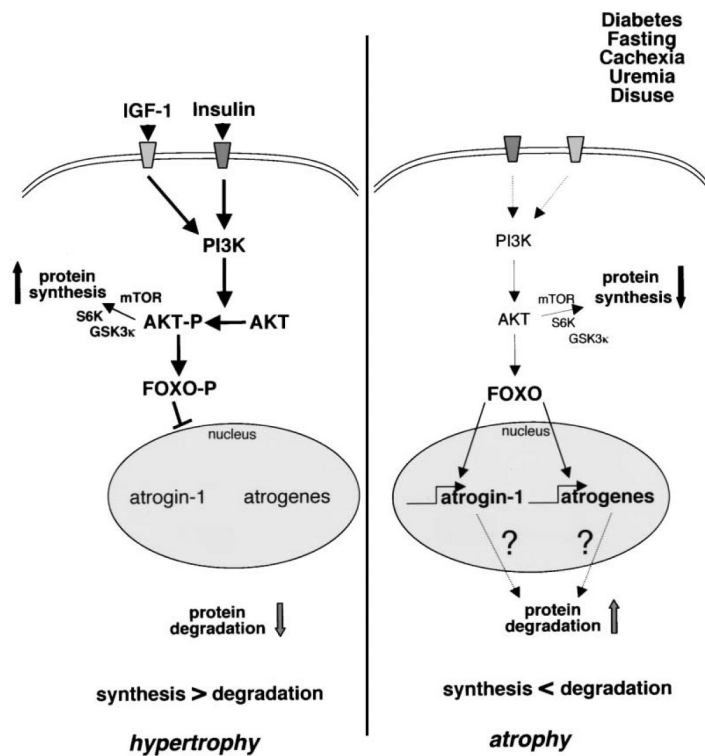 IGF-1 Insulin
PI3K
protein
synthesis
mTOR
S6K
GSK3κ
AKT-P
AKT
FOXO-P
nucleus
atrogin-1 atrogenes
protein
degradation
synthesis > degradation
hypertrophy
Diabetes
Fasting
Cachexia
Uremia
Disuse
PI3K
AKT
mTOR
S6K
GSK3κ
protein
synthesis
FOXO
nucleus
atrogin-1 atrogenes
? ?
protein
degradation
synthesis < degradation
atrophy